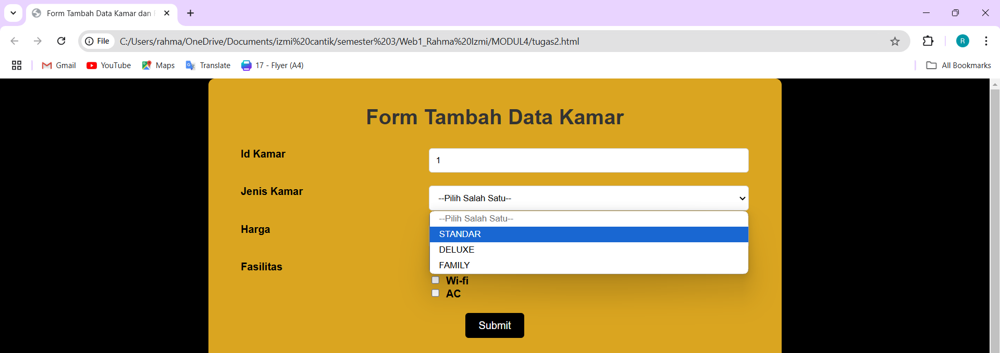 Form Tambah Data Kamar dan
File C:/Users/rahma/OneDrive/Documents/izmi%20cantik/semester%203/Web1_Rahma%20Izmi/MODUL4/tugas2.html R
Gmail YouTube Maps Translate 17 - Flyer (A4) All Bookmarks
Form Tambah Data Kamar
Id Kamar 1
Jenis Kamar --Pilih Salah Satu--
--Pilih Salah Satu--
Harga STANDAR
DELUXE
Fasilitas FAMILY
Wi-fi
AC
Submit